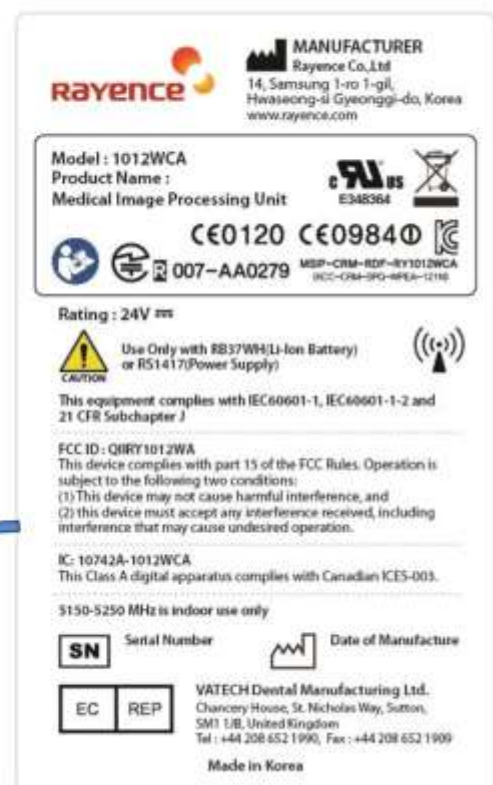 Rayence
MANUFACTURER
Rayence Co.,Ltd
14, Samsung 1-ro 1-gil,
Hwaseong-si Gyeonggi-do, Korea
www.rayence.com
Model : 1012WCA
Product Name :
Medical Image Processing Unit
c RU us
E348364
CE0120 CE0984
R 007-AA0279
MSIP-CRM-RDF-RY1012WCA
Rating : 24V
CAUTION
Use Only with RB37WH(Li-Ion Battery)
or RS1417(Power Supply)
This equipment complies with IEC60601-1, IEC60601-1-2 and
21 CFR Subchapter J
FCC ID : QIIRY1012WA
This device complies with part 15 of the FCC Rules. Operation is
subject to the following two conditions:
(1) This device may not cause harmful interference, and
(2) this device must accept any interference received, including
interference that may cause undesired operation.
IC: 10742A-1012WCA
This Class A digital apparatus complies with Canadian ICES-003.
5150-5250 MHz is indoor use only
SN
Serial Number
Date of Manufacture
EC REP
VATECH Dental Manufacturing Ltd.
Chancery House, St. Nicholas Way, Sutton,
SM1 1JB, United Kingdom
Tel : +44 208 652 1990, Fax : +44 208 652 1909
Made in Korea